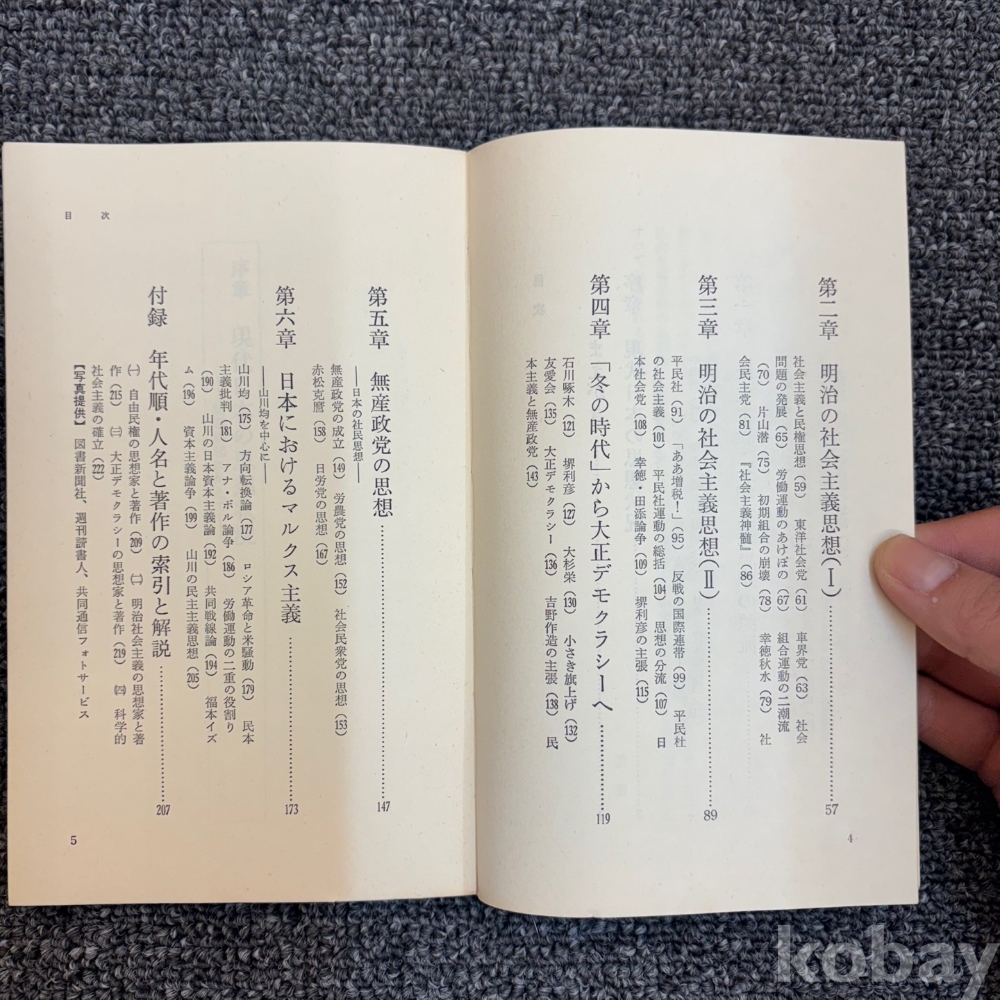 第二章 明治の社会主義思想(Ⅰ)……………57
社会主義と民権思想(59) 東洋社会党(61) 車界党(63) 社会
問題の発展(65) 労働運動のあけぼの(67) 組合運動の二潮流
(70) 片山潜(75) 初期組合の崩壊(78) 幸徳秋水(79) 社
会民主党(81) 『社会主義神髄』(86)
第三章 明治の社会主義思想(Ⅱ)……………89
平民社(91) 「ああ増税!」(95) 反戦の国際連帯(99) 平民社
の社会主義(101) 平民社運動の総括(104) 思想の分流(107) 日
本社会党(108) 幸徳・田添論争(109) 堺利彦の主張(115)
第四章 「冬の時代」から大正デモクラシーへ……………119
石川啄木(121) 堺利彦(127) 大杉栄(130) 小さき旗上げ(132)
友愛会(135) 大正デモクラシー(136) 吉野作造の主張(138) 民
本主義と無産政党(143)
4
目次
第五章 無産政党の思想……………147
――日本の社民思想――
無産政党の成立(149) 労農党の思想(152) 社会民衆党の思想(153)
赤松克麿(158) 日労党の思想(167)
第六章 日本におけるマルクス主義……………173
――山川均を中心に――
山川均(175) 方向転換論(177) ロシア革命と米騒動(179) 民本
主義批判(181) アナ・ボル論争(186) 労働運動の二重の役割り
(190) 山川の日本資本主義論(192) 共同戦線論(194) 福本イズ
ム(196) 資本主義論争(199) 山川の民主主義思想(205)
付録 年代順・人名と著作の索引と解説……………207
㈠ 自由民権の思想家と著作(209) ㈡ 明治社会主義の思想家と著
作(215) ㈢ 大正デモクラシーの思想家と著作(219) ㈣ 科学的
社会主義の確立(222)
【写真提供】 図書新聞社、週刊読書人、共同通信フォトサービス
5
kobay